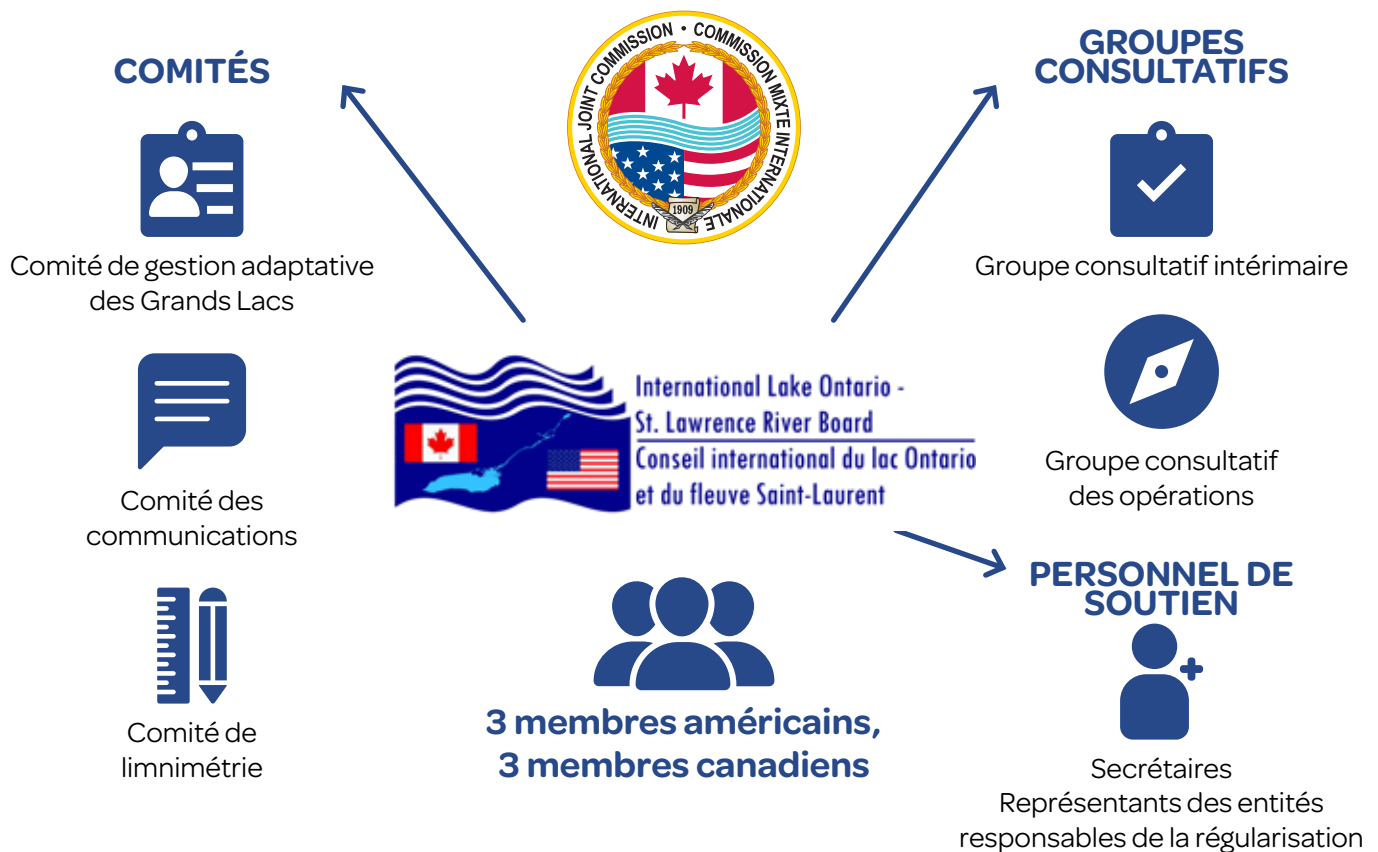 COMITÉS
Comité de gestion adaptative
des Grands Lacs
Comité des
communications
Comité de
limnimétrie
INTERNATIONAL JOINT COMMISSION • COMMISSION MIXTE INTERNATIONALE
1909
International Lake Ontario -
St. Lawrence River Board
Conseil international du lac Ontario
et du fleuve Saint-Laurent
3 membres américains,
3 membres canadiens
GROUPES
CONSULTATIFS
Groupe consultatif intérimaire
Groupe consultatif
des opérations
PERSONNEL DE
SOUTIEN
Secrétaires
Représentants des entités
responsables de la régularisation